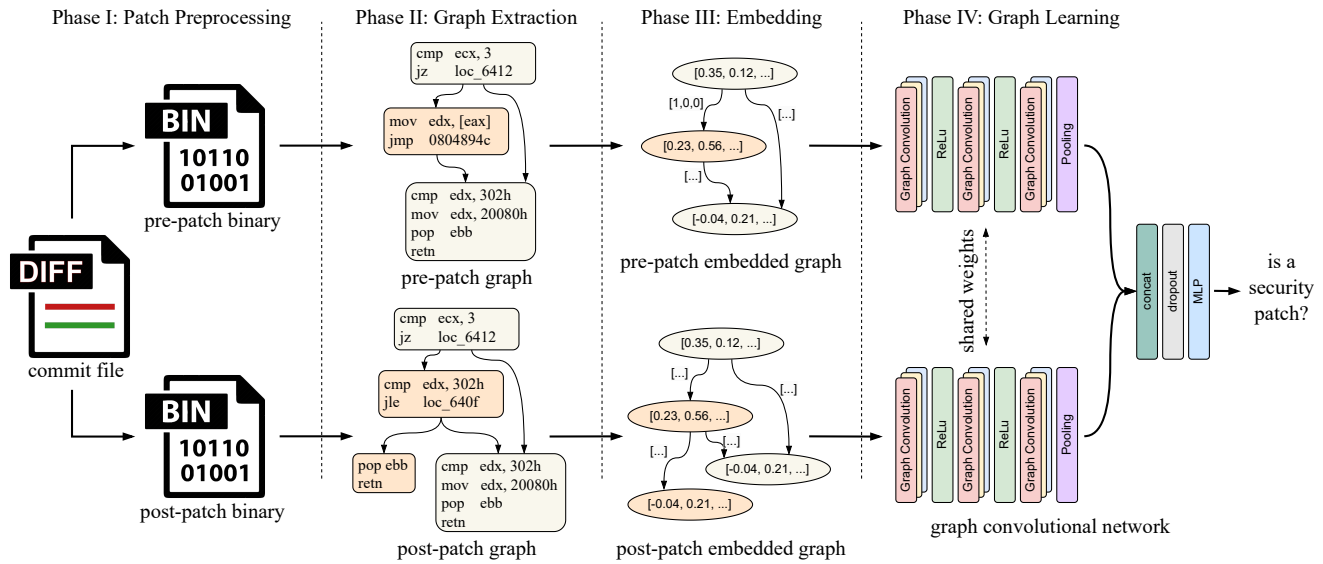 Phase I: Patch Preprocessing
Phase II: Graph Extraction
Phase III: Embedding
Phase IV: Graph Learning
DIFF
commit file
BIN
10110
01001
pre-patch binary
BIN
10110
01001
post-patch binary
cmp ecx, 3
jz loc_6412
mov edx, [eax]
jmp 0804894c
cmp edx, 302h
mov edx, 20080h
pop ebb
retn
pre-patch graph
cmp ecx, 3
jz loc_6412
cmp edx, 302h
jle loc_640f
pop ebb
retn
cmp edx, 302h
mov edx, 20080h
pop ebb
retn
post-patch graph
[0.35, 0.12, ...]
[1,0,0]
[...]
[0.23, 0.56, ...]
[...]
[-0.04, 0.21, ...]
pre-patch embedded graph
[0.35, 0.12, ...]
[...]
[...]
[0.23, 0.56, ...]
[...]
[...]
[-0.04, 0.21, ...]
[-0.04, 0.21, ...]
post-patch embedded graph
Graph Convolution
ReLu
Graph Convolution
ReLu
Graph Convolution
Pooling
shared weights
Graph Convolution
ReLu
Graph Convolution
ReLu
Graph Convolution
Pooling
graph convolutional network
concat
dropout
MLP
is a
security
patch?